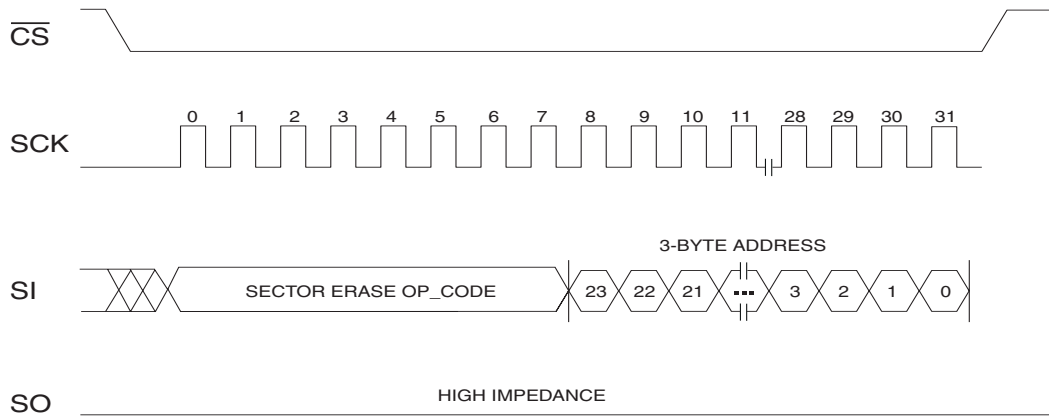 CS
SCK
0 1 2 3 4 5 6 7 8 9 10 11 28 29 30 31
3-BYTE ADDRESS
SI
SECTOR ERASE OP_CODE
23 22 21 ... 3 2 1 0
HIGH IMPEDANCE
SO